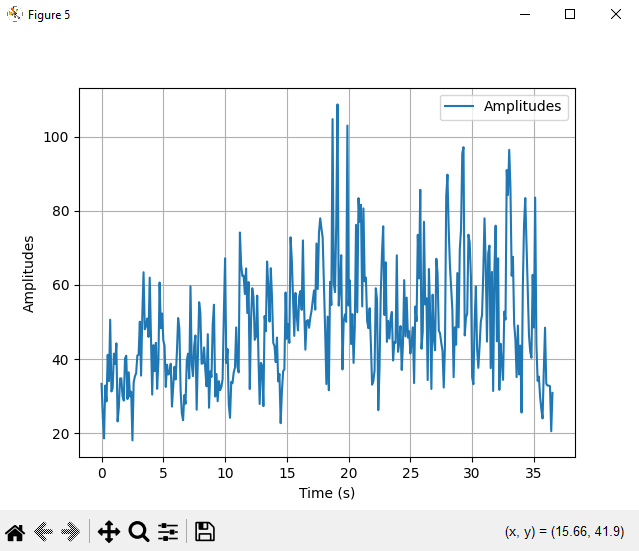 Figure 5
Amplitudes
100
80
60
40
20
Amplitudes
0 5 10 15 20 25 30 35
Time (s)
(x, y) = (15.66, 41.9)